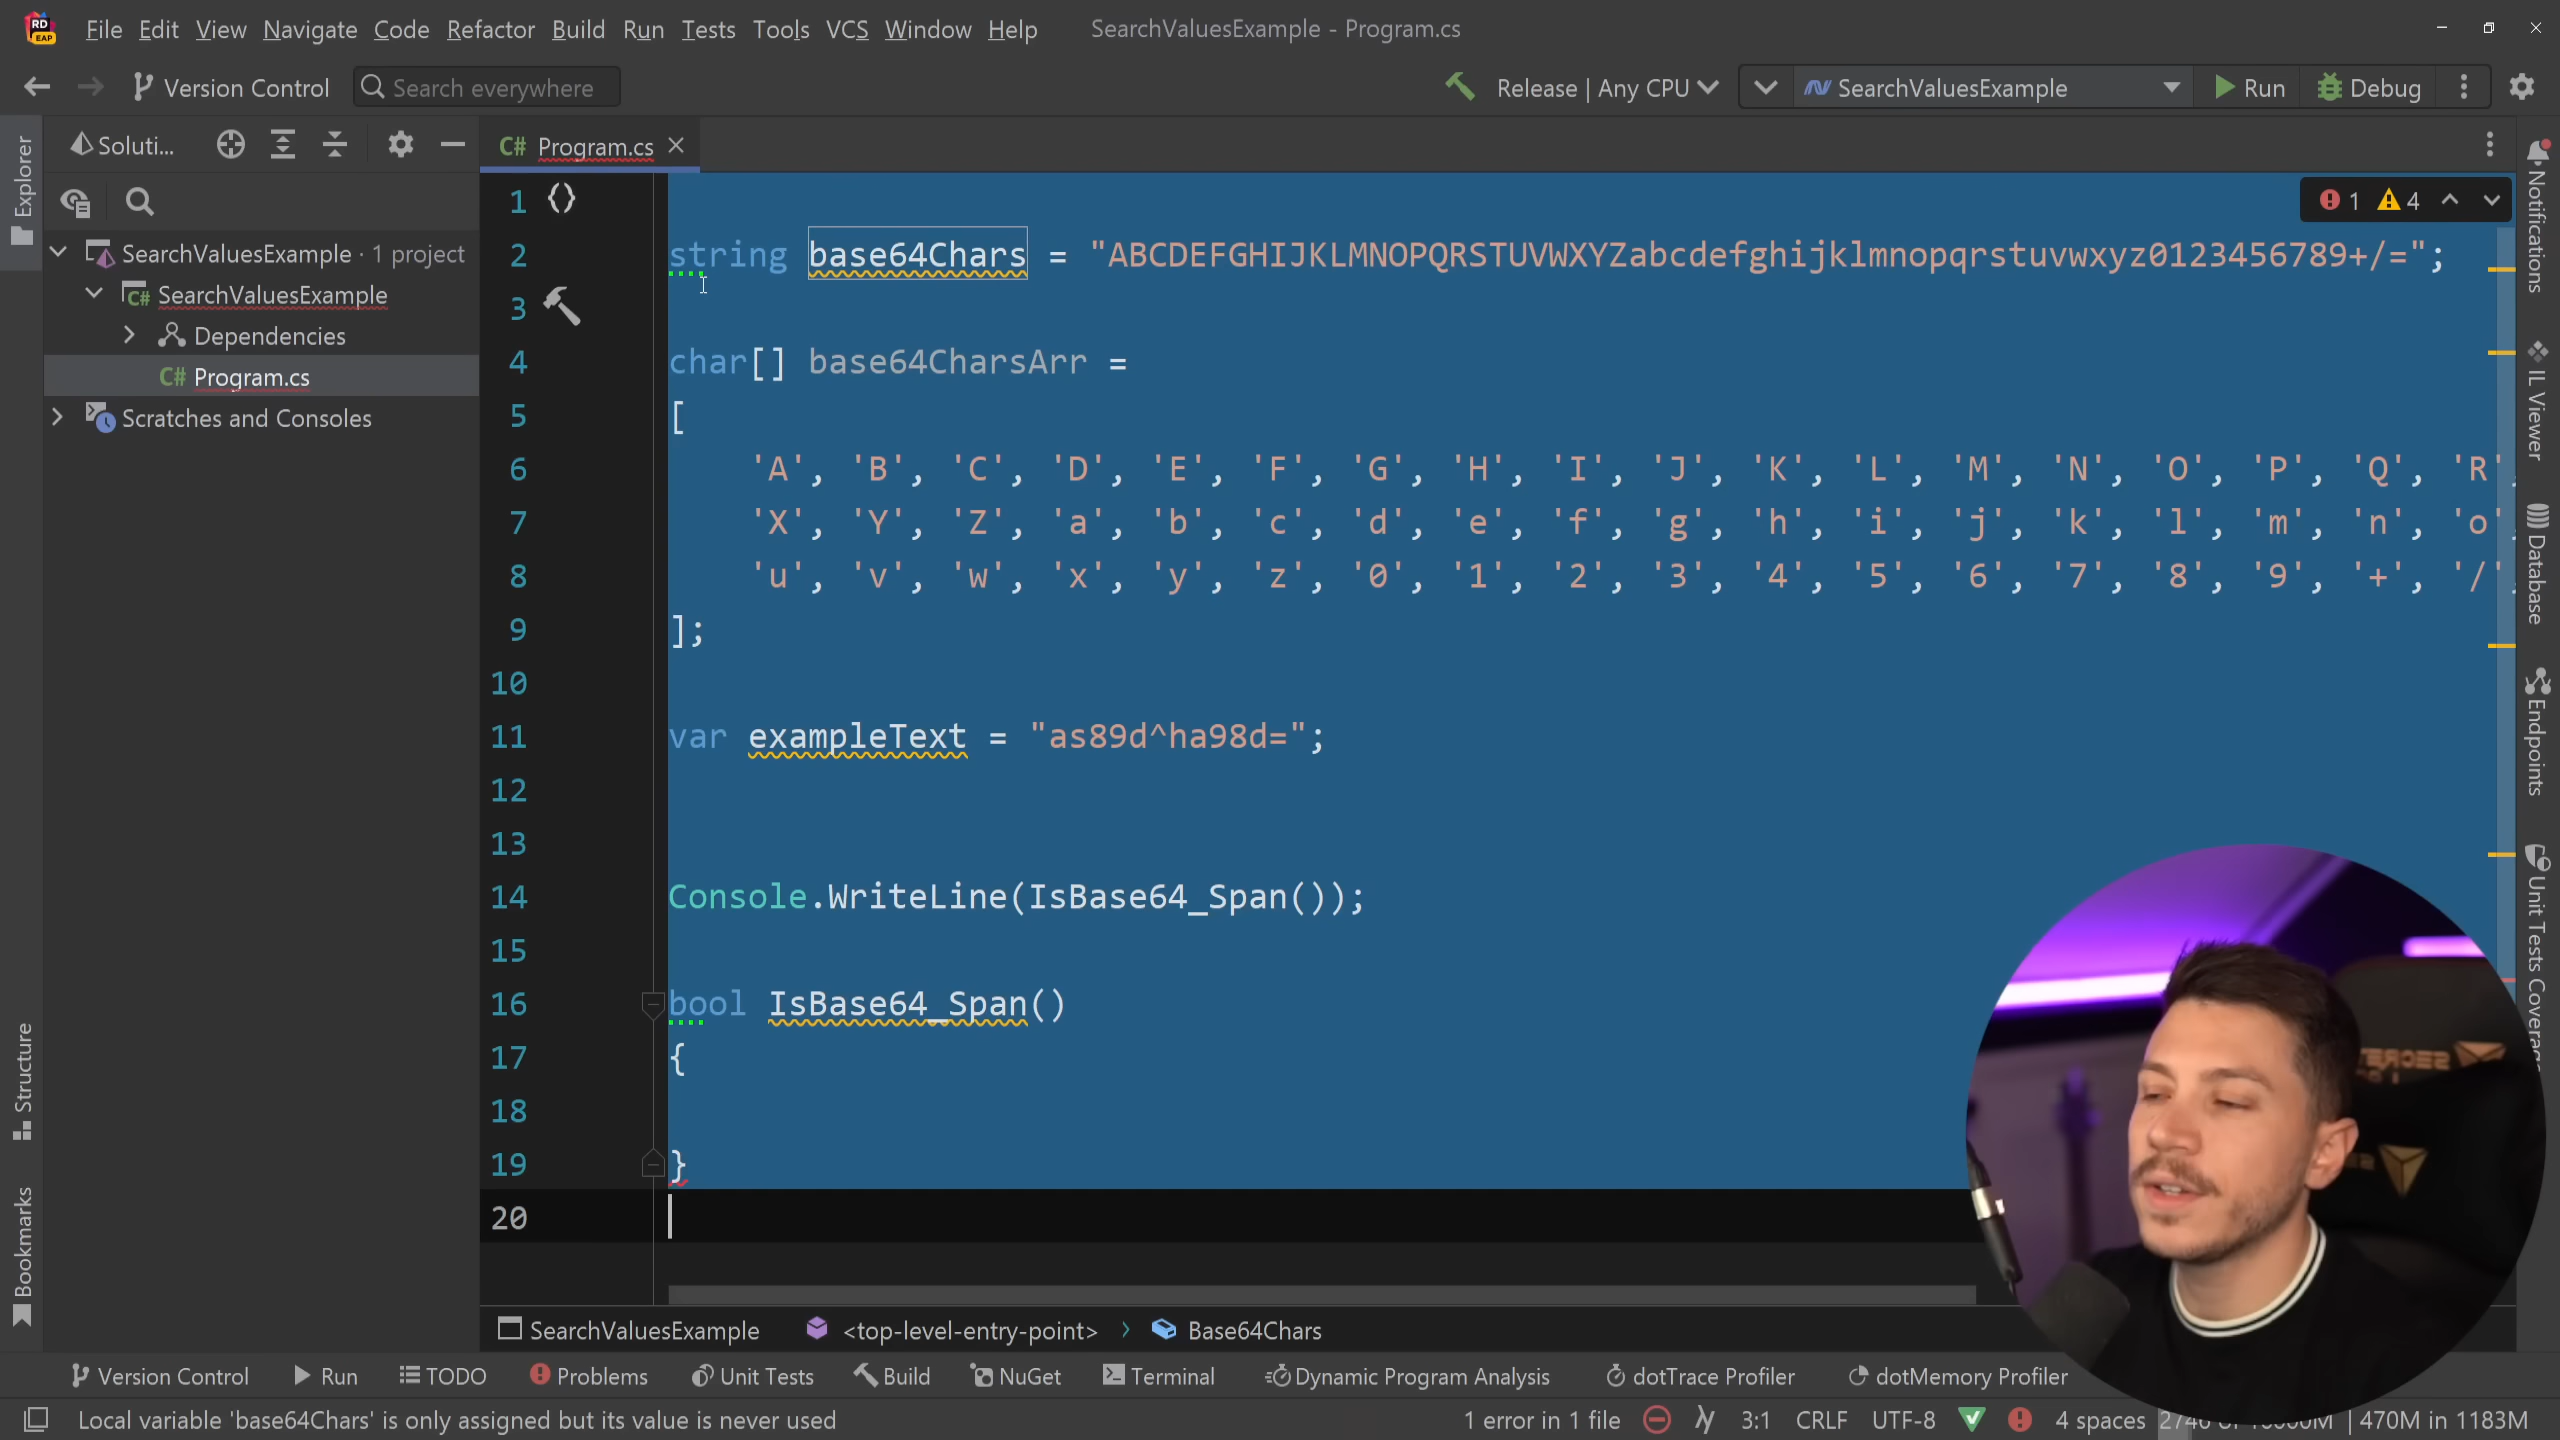 File Edit View Navigate Code Refactor Build Run Tests Tools VCS Window Help SearchValuesExample - Program.cs
Version Control Search everywhere Release | Any CPU SearchValuesExample Run Debug
Soluti... C# Program.cs
1
1 4
2 string base64Chars = "ABCDEFGHIJKLMNOPQRSTUVWXYZabcdefghijklmnopqrstuvwxyz0123456789+/=";
3
4 char[] base64CharsArr =
5 [
6 'A', 'B', 'C', 'D', 'E', 'F', 'G', 'H', 'I', 'J', 'K', 'L', 'M', 'N', 'O', 'P', 'Q', 'R',
7 'X', 'Y', 'Z', 'a', 'b', 'c', 'd', 'e', 'f', 'g', 'h', 'i', 'j', 'k', 'l', 'm', 'n', 'o',
8 'u', 'v', 'w', 'x', 'y', 'z', '0', '1', '2', '3', '4', '5', '6', '7', '8', '9', '+', '/',
9 ];
10
11 var exampleText = "as89d^ha98d=";
12
13
14 Console.WriteLine(IsBase64_Span());
15
16 bool IsBase64_Span()
17 {
18
19 }
20
SearchValuesExample · 1 project
C# SearchValuesExample
Dependencies
C# Program.cs
Scratches and Consoles
Explorer
Structure
Bookmarks
Notifications
IL Viewer
Database
Endpoints
Unit Tests Coverage
SearchValuesExample <top-level-entry-point> Base64Chars
Version Control Run TODO Problems Unit Tests Build NuGet Terminal Dynamic Program Analysis dotTrace Profiler dotMemory Profiler
Local variable 'base64Chars' is only assigned but its value is never used 1 error in 1 file 3:1 CRLF UTF-8 4 spaces 470M in 1183M